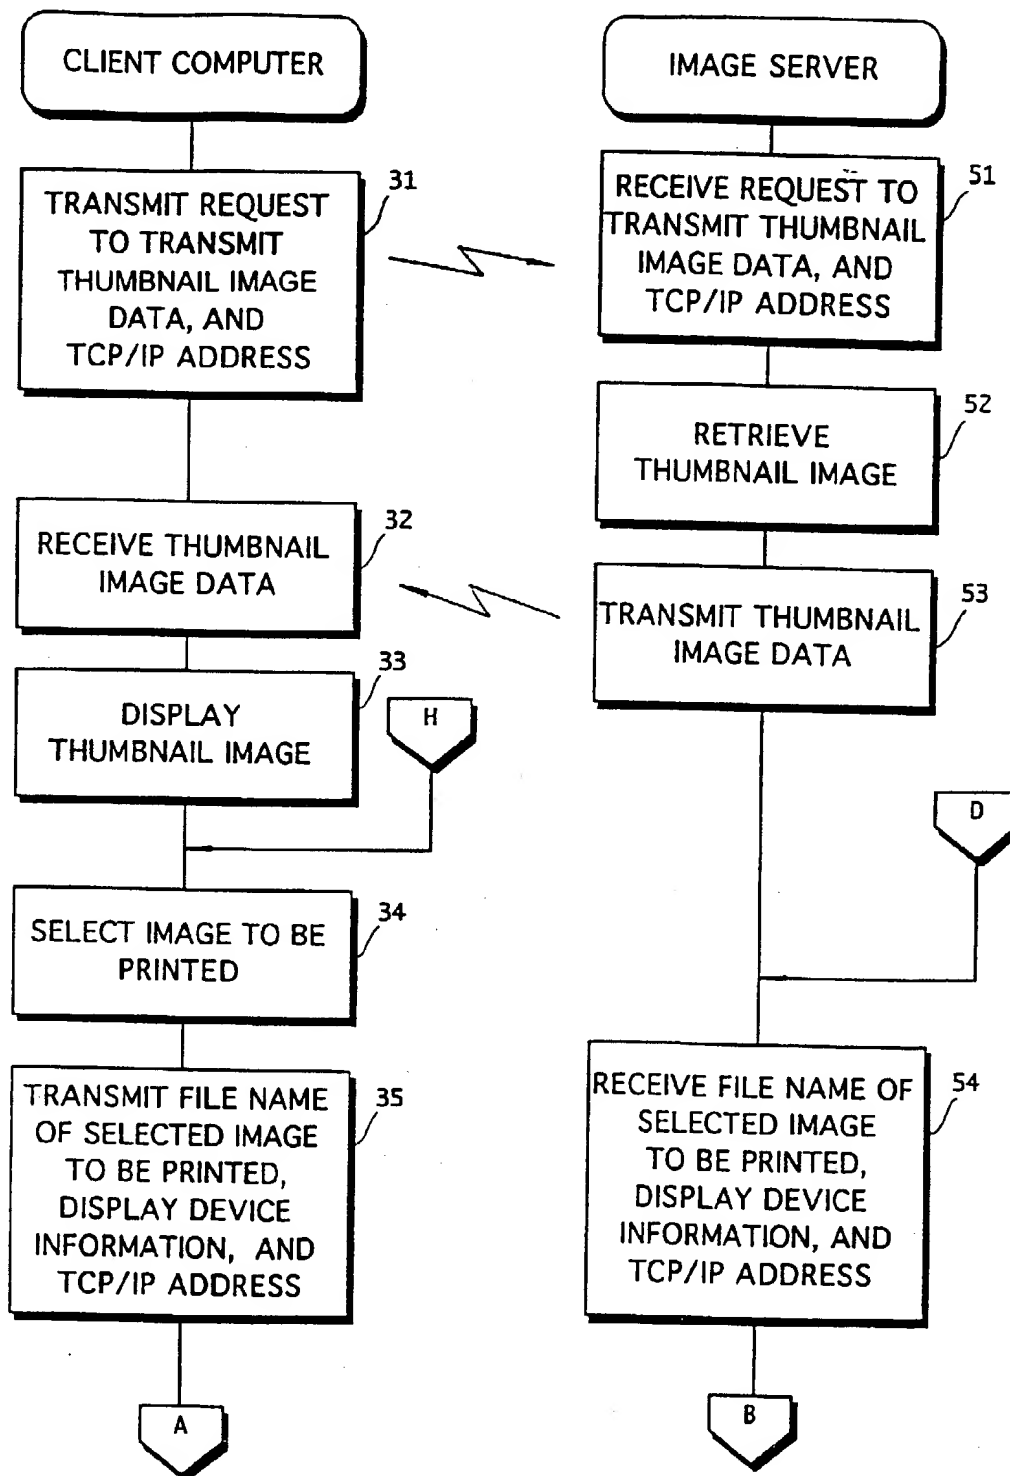 CLIENT COMPUTER
31
TRANSMIT REQUEST
TO TRANSMIT
THUMBNAIL IMAGE
DATA, AND
TCP/IP ADDRESS
32
RECEIVE THUMBNAIL
IMAGE DATA
33
DISPLAY
THUMBNAIL IMAGE
H
34
SELECT IMAGE TO BE
PRINTED
35
TRANSMIT FILE NAME
OF SELECTED IMAGE
TO BE PRINTED,
DISPLAY DEVICE
INFORMATION, AND
TCP/IP ADDRESS
A
IMAGE SERVER
51
RECEIVE REQUEST TO
TRANSMIT THUMBNAIL
IMAGE DATA, AND
TCP/IP ADDRESS
52
RETRIEVE
THUMBNAIL IMAGE
53
TRANSMIT THUMBNAIL
IMAGE DATA
D
54
RECEIVE FILE NAME OF
SELECTED IMAGE
TO BE PRINTED,
DISPLAY DEVICE
INFORMATION, AND
TCP/IP ADDRESS
B